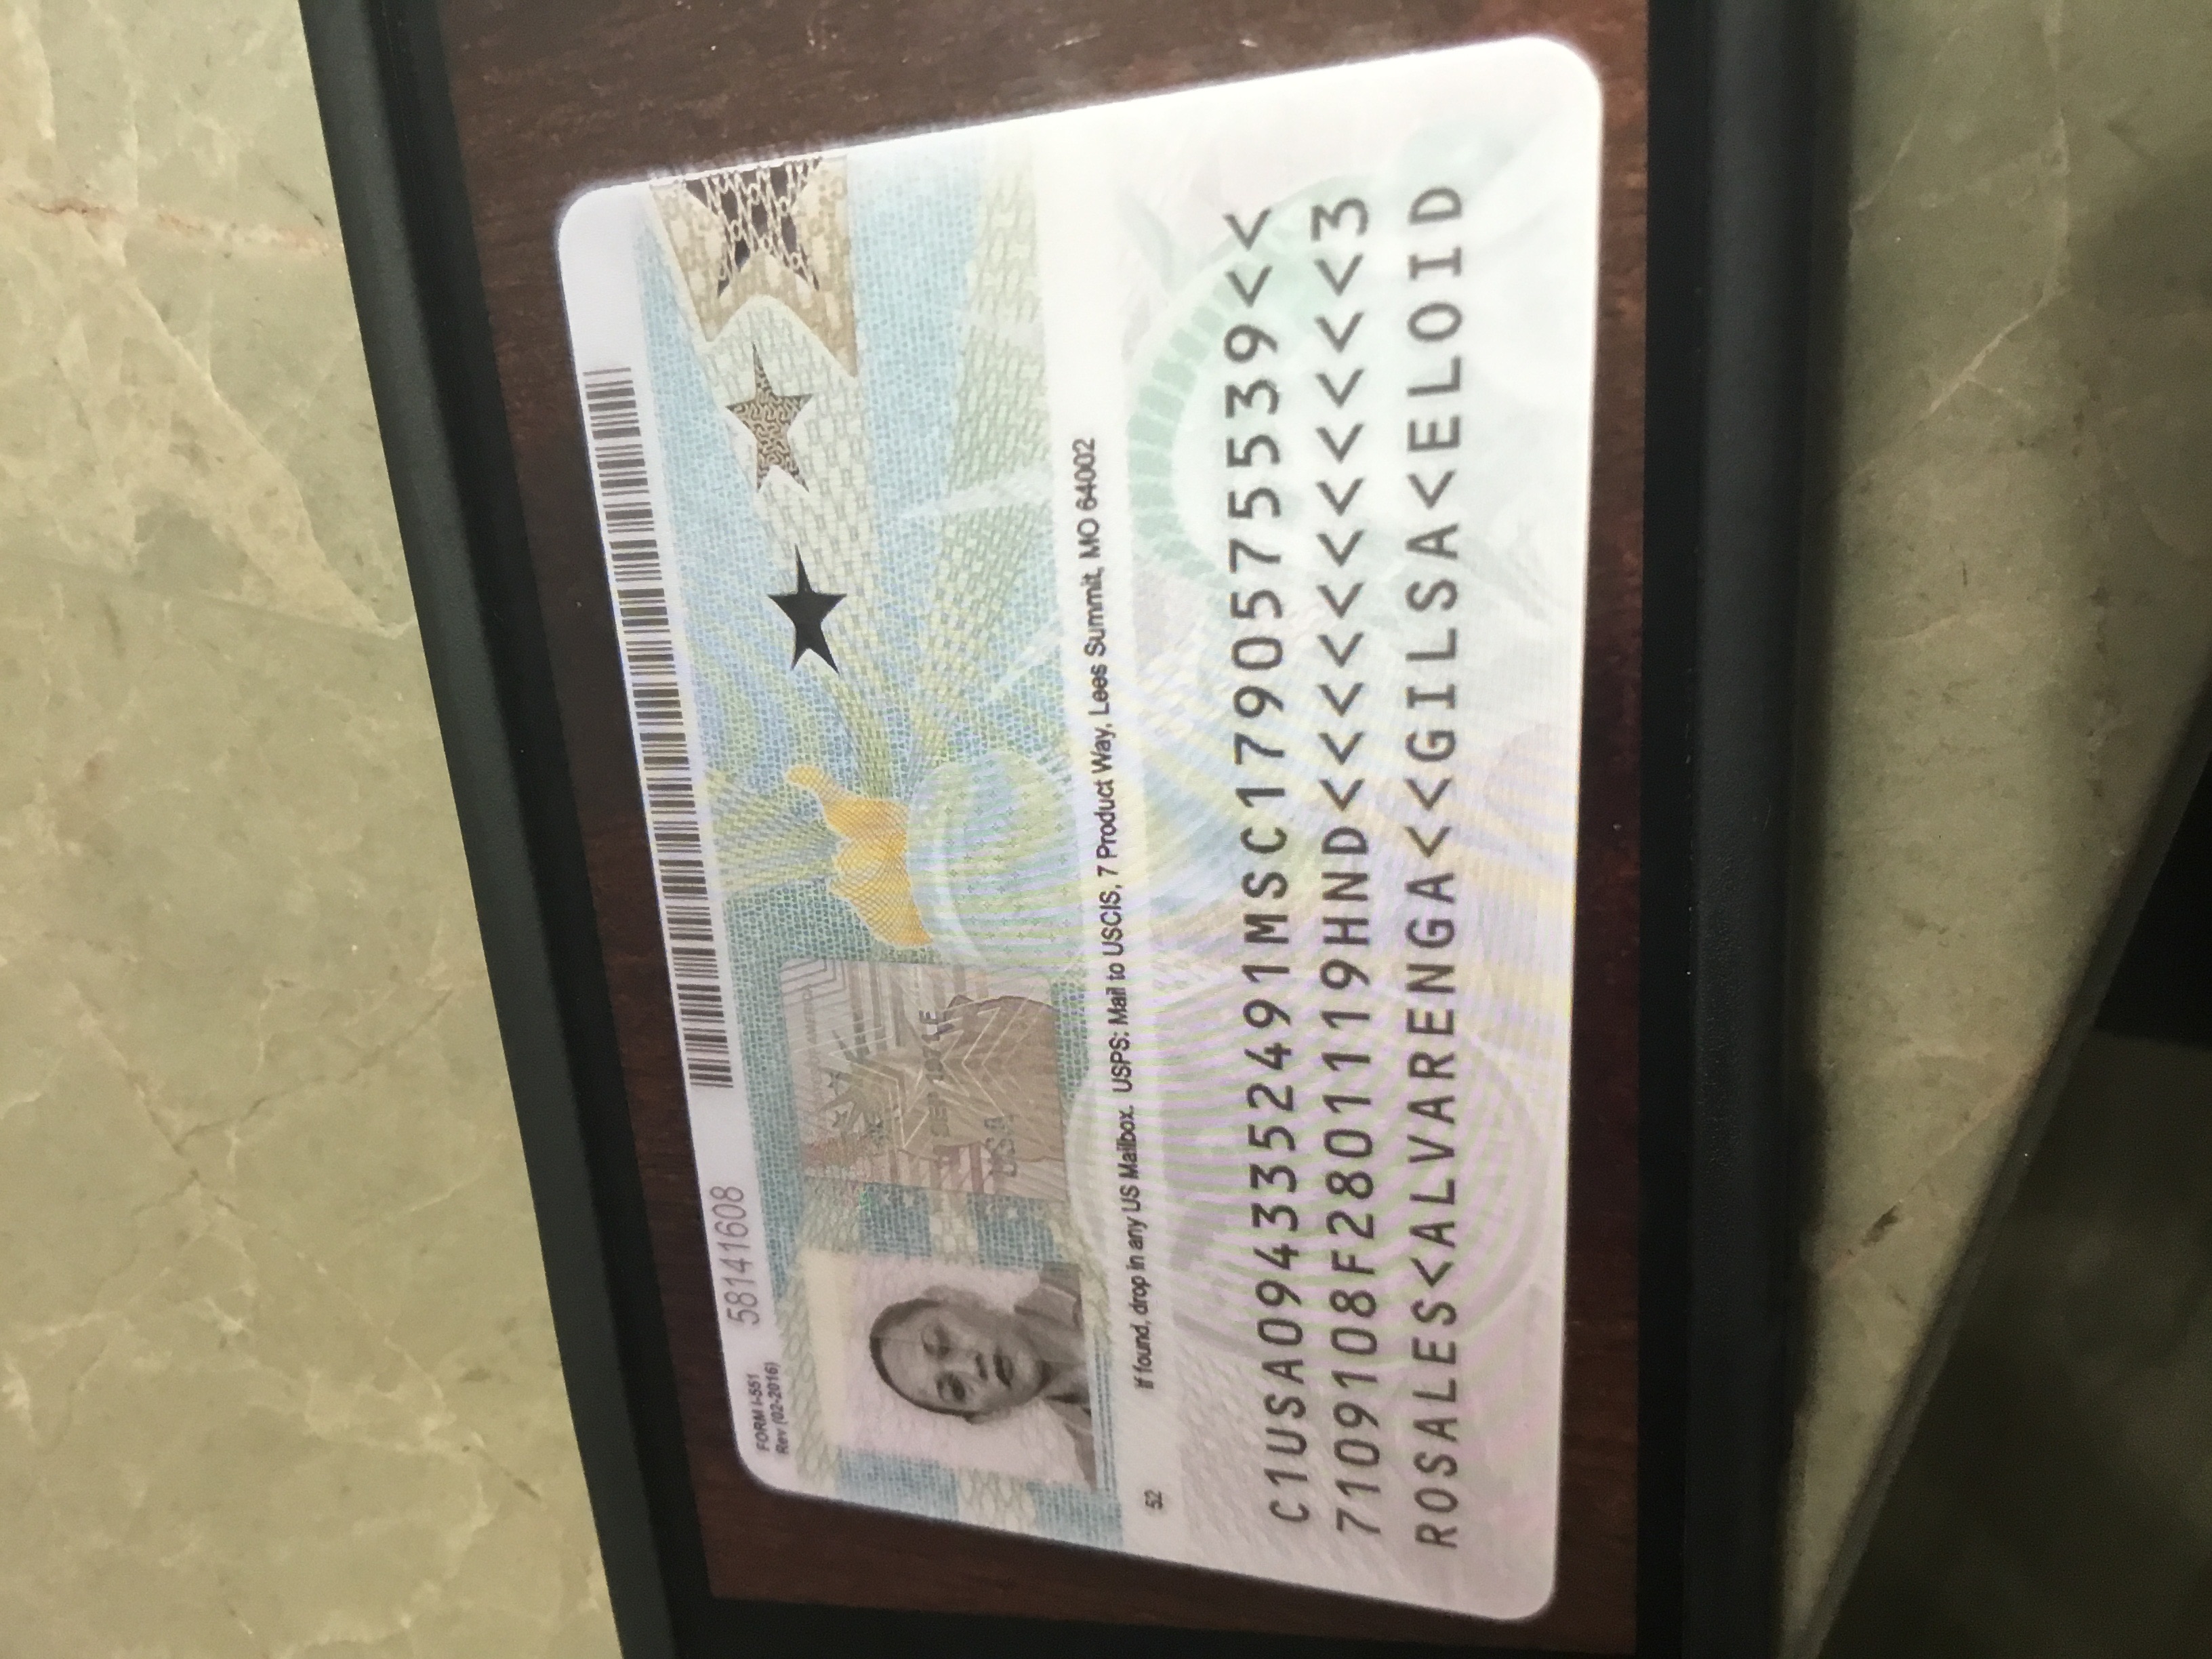 FORM I-551
Rev (02-2016)
58141608
52
If found, drop in any US Mailbox. USPS: Mail to USCIS, 7 Product Way, Lees Summit, MO 64002
C1USA0943352491MSC1790575539<<
7109108F2801119HND<<<<<<<<<<<3
ROSALES<ALVARENGA<<GILSA<ELOID